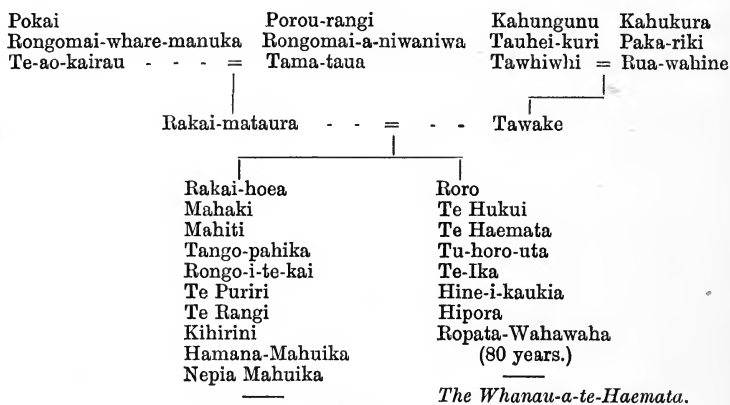 Pokai Porou-rangi Kahungunu Kahukura
Rongomai-whare-manuka Rongomai-a-niwaniwa Tauhei-kuri Paka-riki
Te-ao-kairau - - - = Tama-taua Tawhiwhi = Rua-wahine
Rakai-mataura - - = - - Tawake
Rakai-hoea Roro
Mahaki Te Hukui
Mahiti Te Haemata
Tango-pahika Tu-horo-uta
Rongo-i-te-kai Te-Ika
Te Puriri Hine-i-kaukia
Te Rangi Hipora
Kihirini Ropata-Wahawaha
Hamana-Mahuika (80 years.)
Nepia Mahuika
The Whanau-a-te-Haemata.